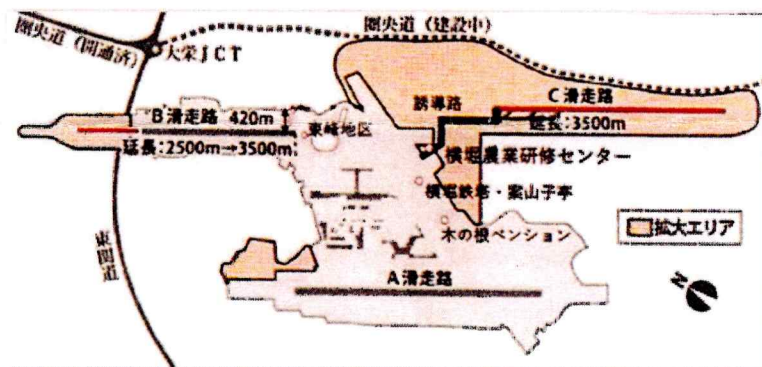 圏央道（開通済）
大栄JCT
圏央道（建設中）
B滑走路 420m
東峰地区
延長：2500m→3500m
誘導路
C滑走路
延長：3500m
横堀農業研修センター
横堀鉄塔・案山子亭
木の根ペンション
拡大エリア
東関道
A滑走路
N